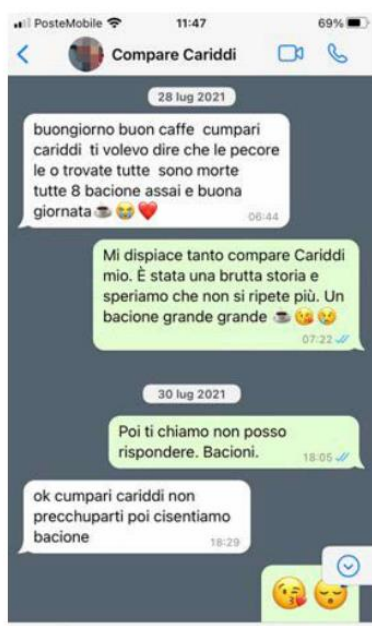 PosteMobile 11:47 69%
Compare Cariddi
28 lug 2021
buongiorno buon caffe cumpari
cariddi ti volevo dire che le pecore
le o trovate tutte sono morte
tutte 8 bacione assai e buona
giornata☕😭❤️
06:44
Mi dispiace tanto compare Cariddi
mio. È stata una brutta storia e
speriamo che non si ripete più. Un
bacione grande grande ☕😘😢
07:22
30 lug 2021
Poi ti chiamo non posso
rispondere. Bacioni.
18:05
ok cumpari cariddi non
precchuparti poi cisentiamo
bacione
18:29
😘😴